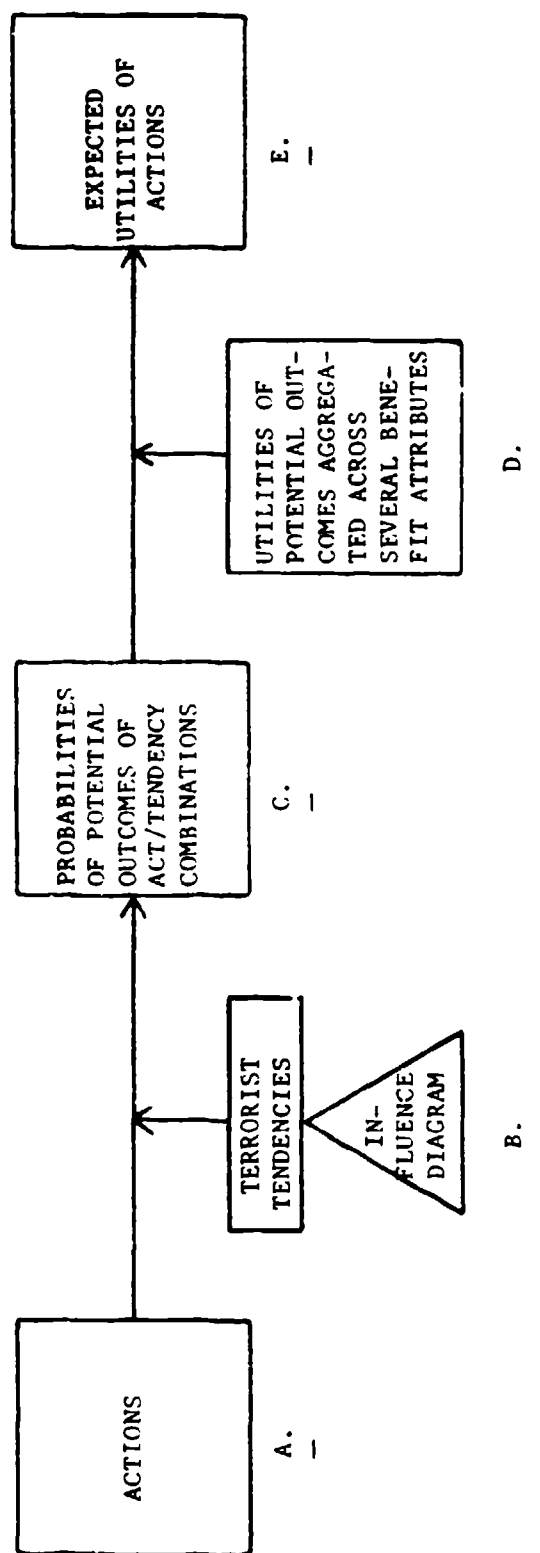 ACTIONS
A.
TERRORIST
TENDENCIES
IN-
FLUENCE
DIAGRAM
B.
PROBABILITIES
OF POTENTIAL
OUTCOMES OF
ACT/TENDENCY
COMBINATIONS
C.
UTILITIES OF
POTENTIAL OUT-
COMES AGGREGA-
TED ACROSS
SEVERAL BENE-
FIT ATTRIBUTES
D.
EXPECTED
UTILITIES OF
ACTIONS
E.